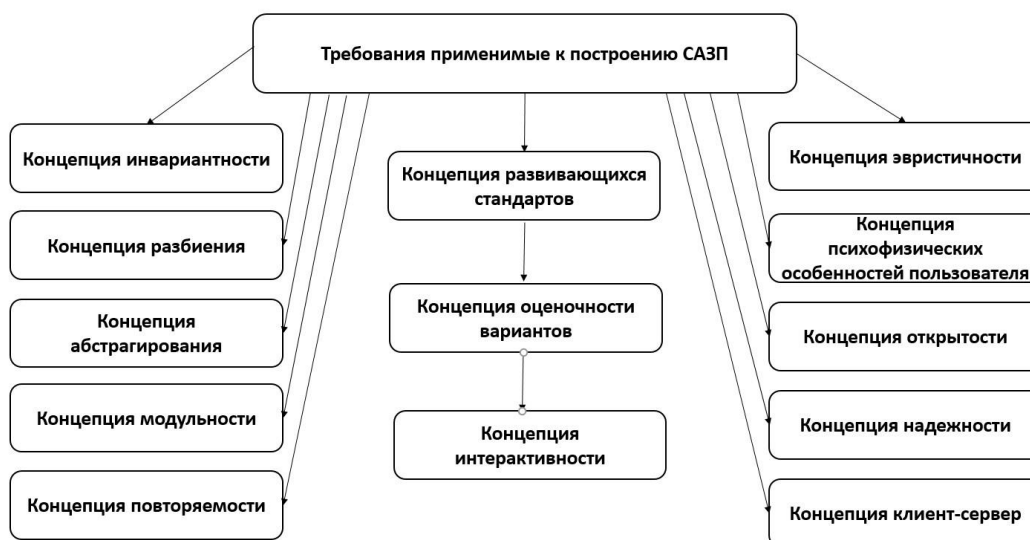 Требования применимые к построению САЗП
Концепция инвариантности
Концепция разбиения
Концепция
абстрагирования
Концепция модульности
Концепция повторяемости
Концепция развивающихся
стандартов
Концепция оценочности
вариантов
Концепция
интерактивности
Концепция эвристичности
Концепция
психофизических
особенностей пользователя
Концепция открытости
Концепция надежности
Концепция клиент-сервер